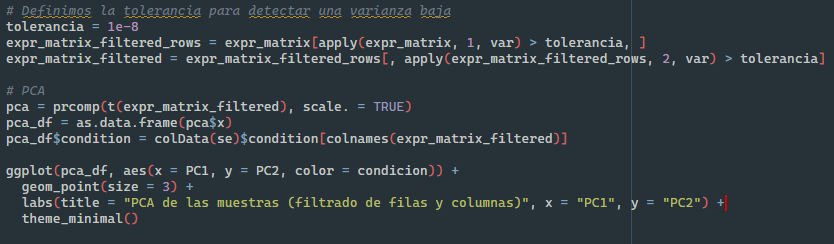 # Definimos la tolerancia para detectar una varianza baja
tolerancia = 1e-8
expr_matrix_filtered_rows = expr_matrix[apply(expr_matrix, 1, var) > tolerancia, ]
expr_matrix_filtered = expr_matrix_filtered_rows[, apply(expr_matrix_filtered_rows, 2, var) > tolerancia]
# PCA
pca = prcomp(t(expr_matrix_filtered), scale. = TRUE)
pca_df = as.data.frame(pca$x)
pca_df$condition = colData(se)$condition[colnames(expr_matrix_filtered)]
ggplot(pca_df, aes(x = PC1, y = PC2, color = condicion)) +
geom_point(size = 3) +
labs(title = "PCA de las muestras (filtrado de filas y columnas)", x = "PC1", y = "PC2") +
theme_minimal()